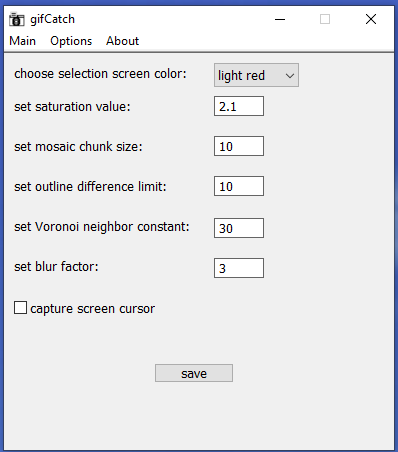 gifCatch
Main Options About
choose selection screen color: light red
set saturation value: 2.1
set mosaic chunk size: 10
set outline difference limit: 10
set Voronoi neighbor constant: 30
set blur factor: 3
capture screen cursor
save